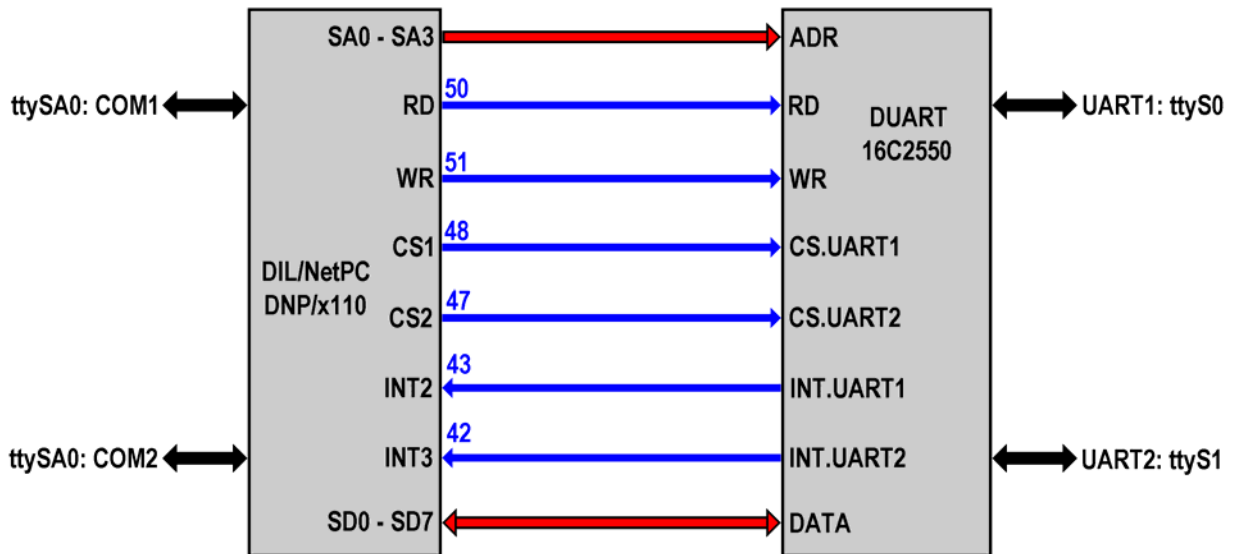 SA0 - SA3
ADR
ttySA0: COM1
RD
50
RD
DUART
16C2550
UART1: ttyS0
WR
51
WR
CS1
48
CS.UART1
DIL/NetPC
DNP/x110
CS2
47
CS.UART2
INT2
43
INT.UART1
ttySA0: COM2
INT3
42
INT.UART2
UART2: ttyS1
SD0 - SD7
DATA